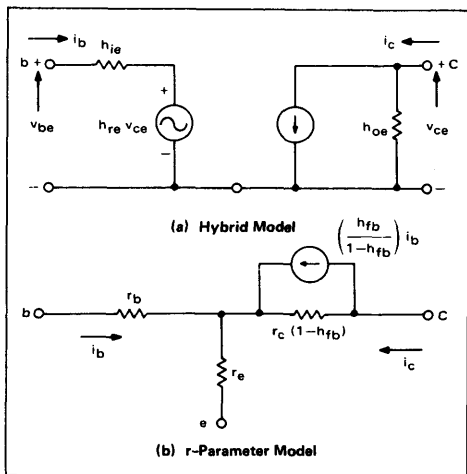 i_b
i_c
b +
h_ie
+ C
+
v_be
h_re v_ce
h_oe
v_ce
–
–
–
(a) Hybrid Model
(h_fb / 1–h_fb) i_b
b
r_b
r_c (1–h_fb)
C
i_b
r_e
i_c
e
(b) r-Parameter Model